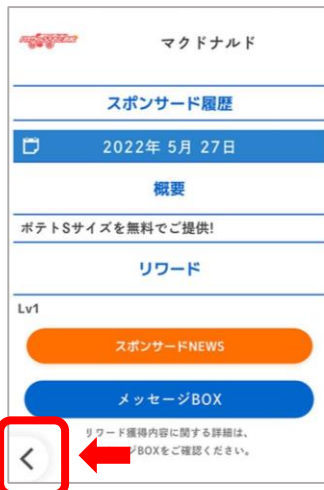 マクドナルド
スポンサード履歴
2022年 5月 27日
概要
ポテトSサイズを無料でご提供!
リワード
Lv1
スポンサードNEWS
メッセージBOX
リワード獲得内容に関する詳細は、
ジBOXをご確認ください。